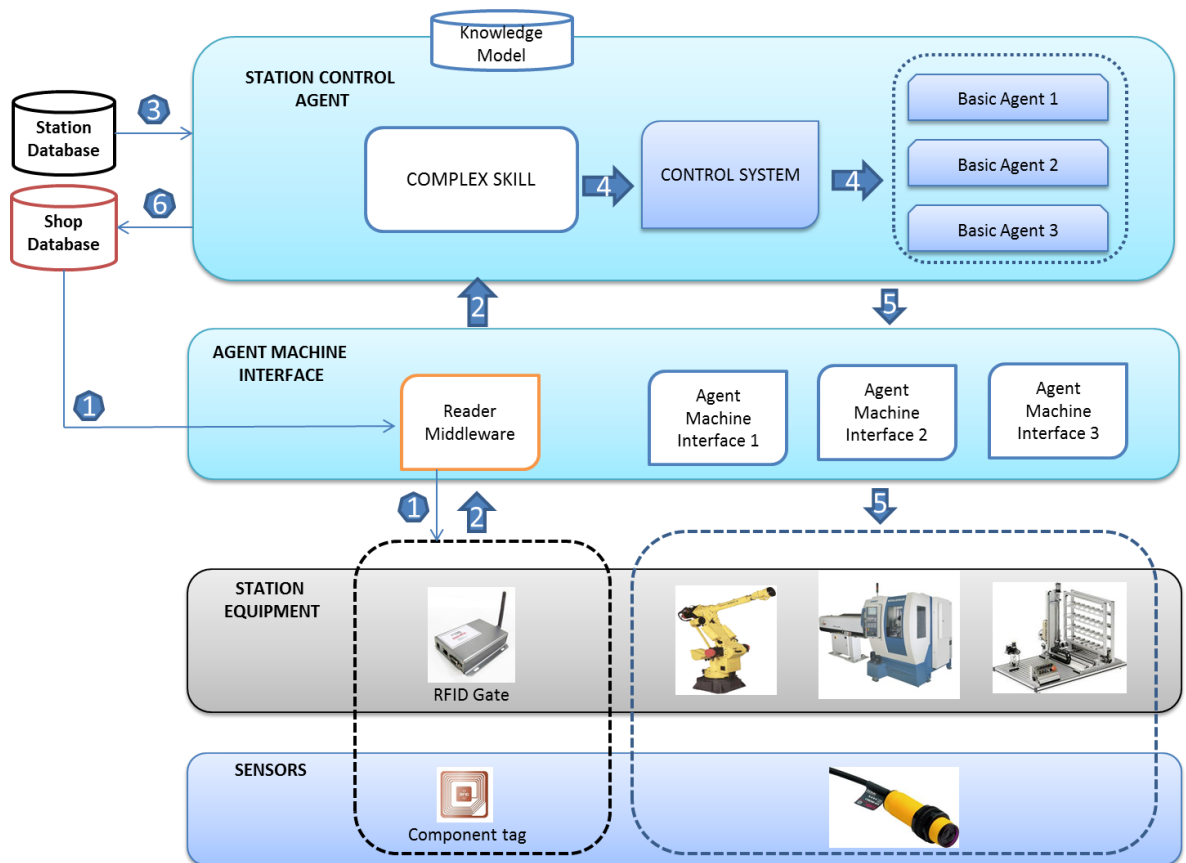 Knowledge
Model
STATION CONTROL
AGENT
Station
Database
3
Shop
Database
6
COMPLEX SKILL
4
CONTROL SYSTEM
4
Basic Agent 1
Basic Agent 2
Basic Agent 3
2
5
AGENT MACHINE
INTERFACE
1
Reader
Middleware
Agent
Machine
Interface 1
Agent
Machine
Interface 2
Agent
Machine
Interface 3
1
2
5
STATION
EQUIPMENT
RFID Gate
SENSORS
Component tag